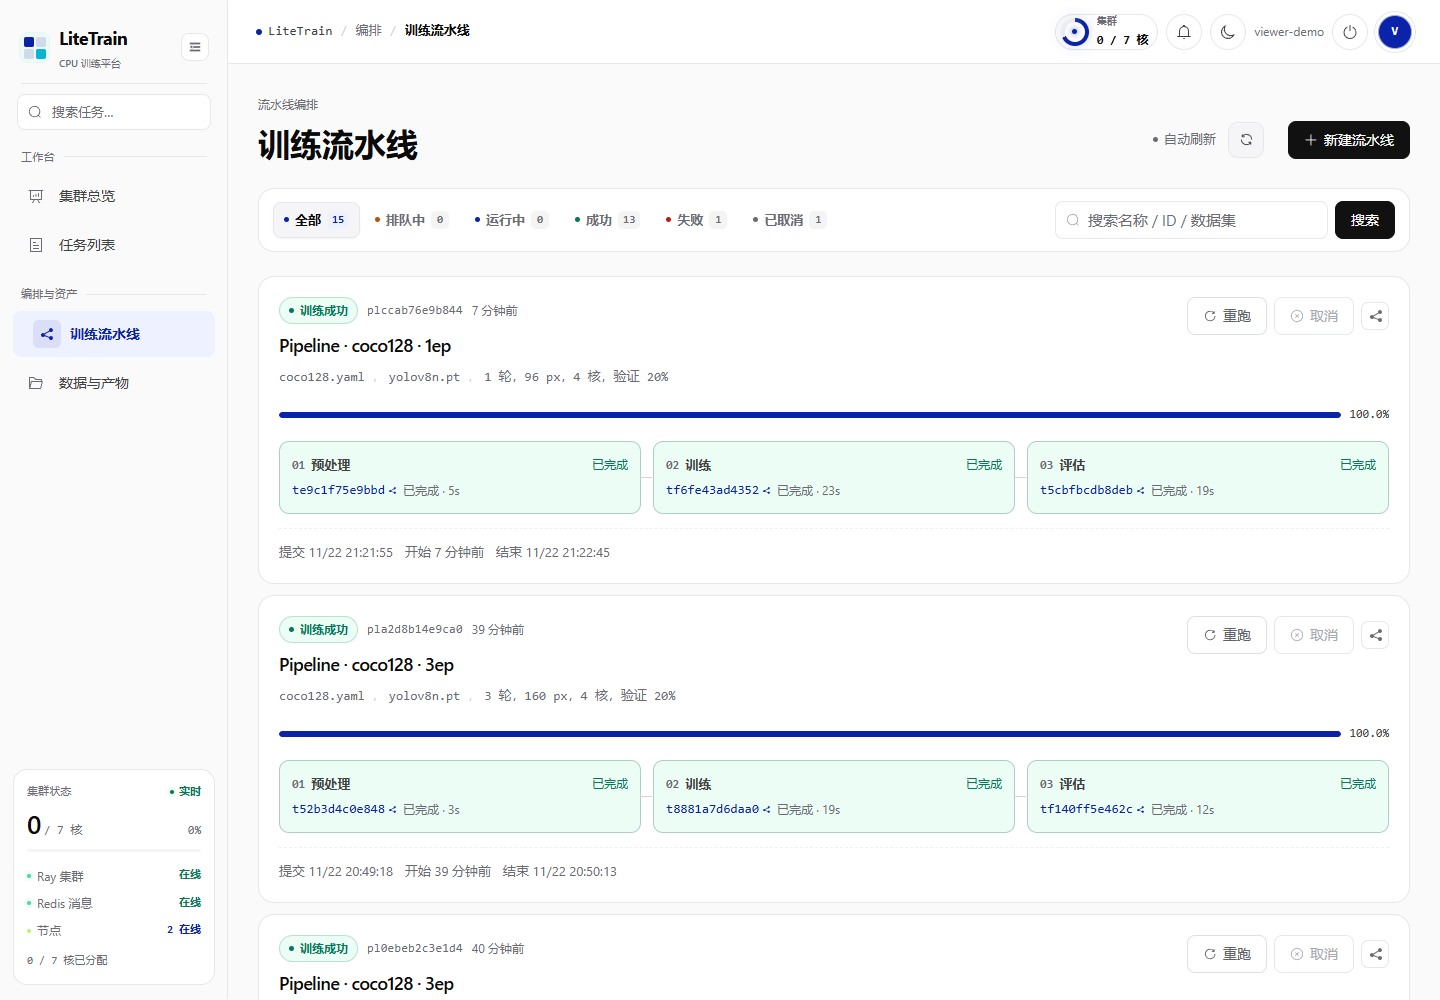 LiteTrain
CPU 训练平台
搜索任务...
工作台
集群总览
任务列表
编排与资产
训练流水线
数据与产物
集群状态 实时
0 / 7 核 0%
Ray 集群 在线
Redis 消息 在线
节点 2 在线
0 / 7 核已分配
LiteTrain / 编排 / 训练流水线
集群
0 / 7 核
viewer-demo
V
流水线编排
训练流水线
自动刷新
新建流水线
全部 15 排队中 0 运行中 0 成功 13 失败 1 已取消 1
搜索名称 / ID / 数据集
搜索
训练成功 plccab76e9b844 7 分钟前
重跑 取消
Pipeline · coco128 · 1ep
coco128.yaml , yolov8n.pt , 1 轮, 96 px, 4 核, 验证 20%
100.0%
01 预处理 已完成
te9c1f75e9bbd 已完成 · 5s
02 训练 已完成
tf6fe43ad4352 已完成 · 23s
03 评估 已完成
t5cbfbcdb8deb 已完成 · 19s
提交 11/22 21:21:55 开始 7 分钟前 结束 11/22 21:22:45
训练成功 pla2d8b14e9ca0 39 分钟前
重跑 取消
Pipeline · coco128 · 3ep
coco128.yaml , yolov8n.pt , 3 轮, 160 px, 4 核, 验证 20%
100.0%
01 预处理 已完成
t52b3d4c0e848 已完成 · 3s
02 训练 已完成
t8881a7d6daa0 已完成 · 19s
03 评估 已完成
tf140ff5e462c 已完成 · 12s
提交 11/22 20:49:18 开始 39 分钟前 结束 11/22 20:50:13
训练成功 pl0ebeb2c3e1d4 40 分钟前
重跑 取消
Pipeline · coco128 · 3ep